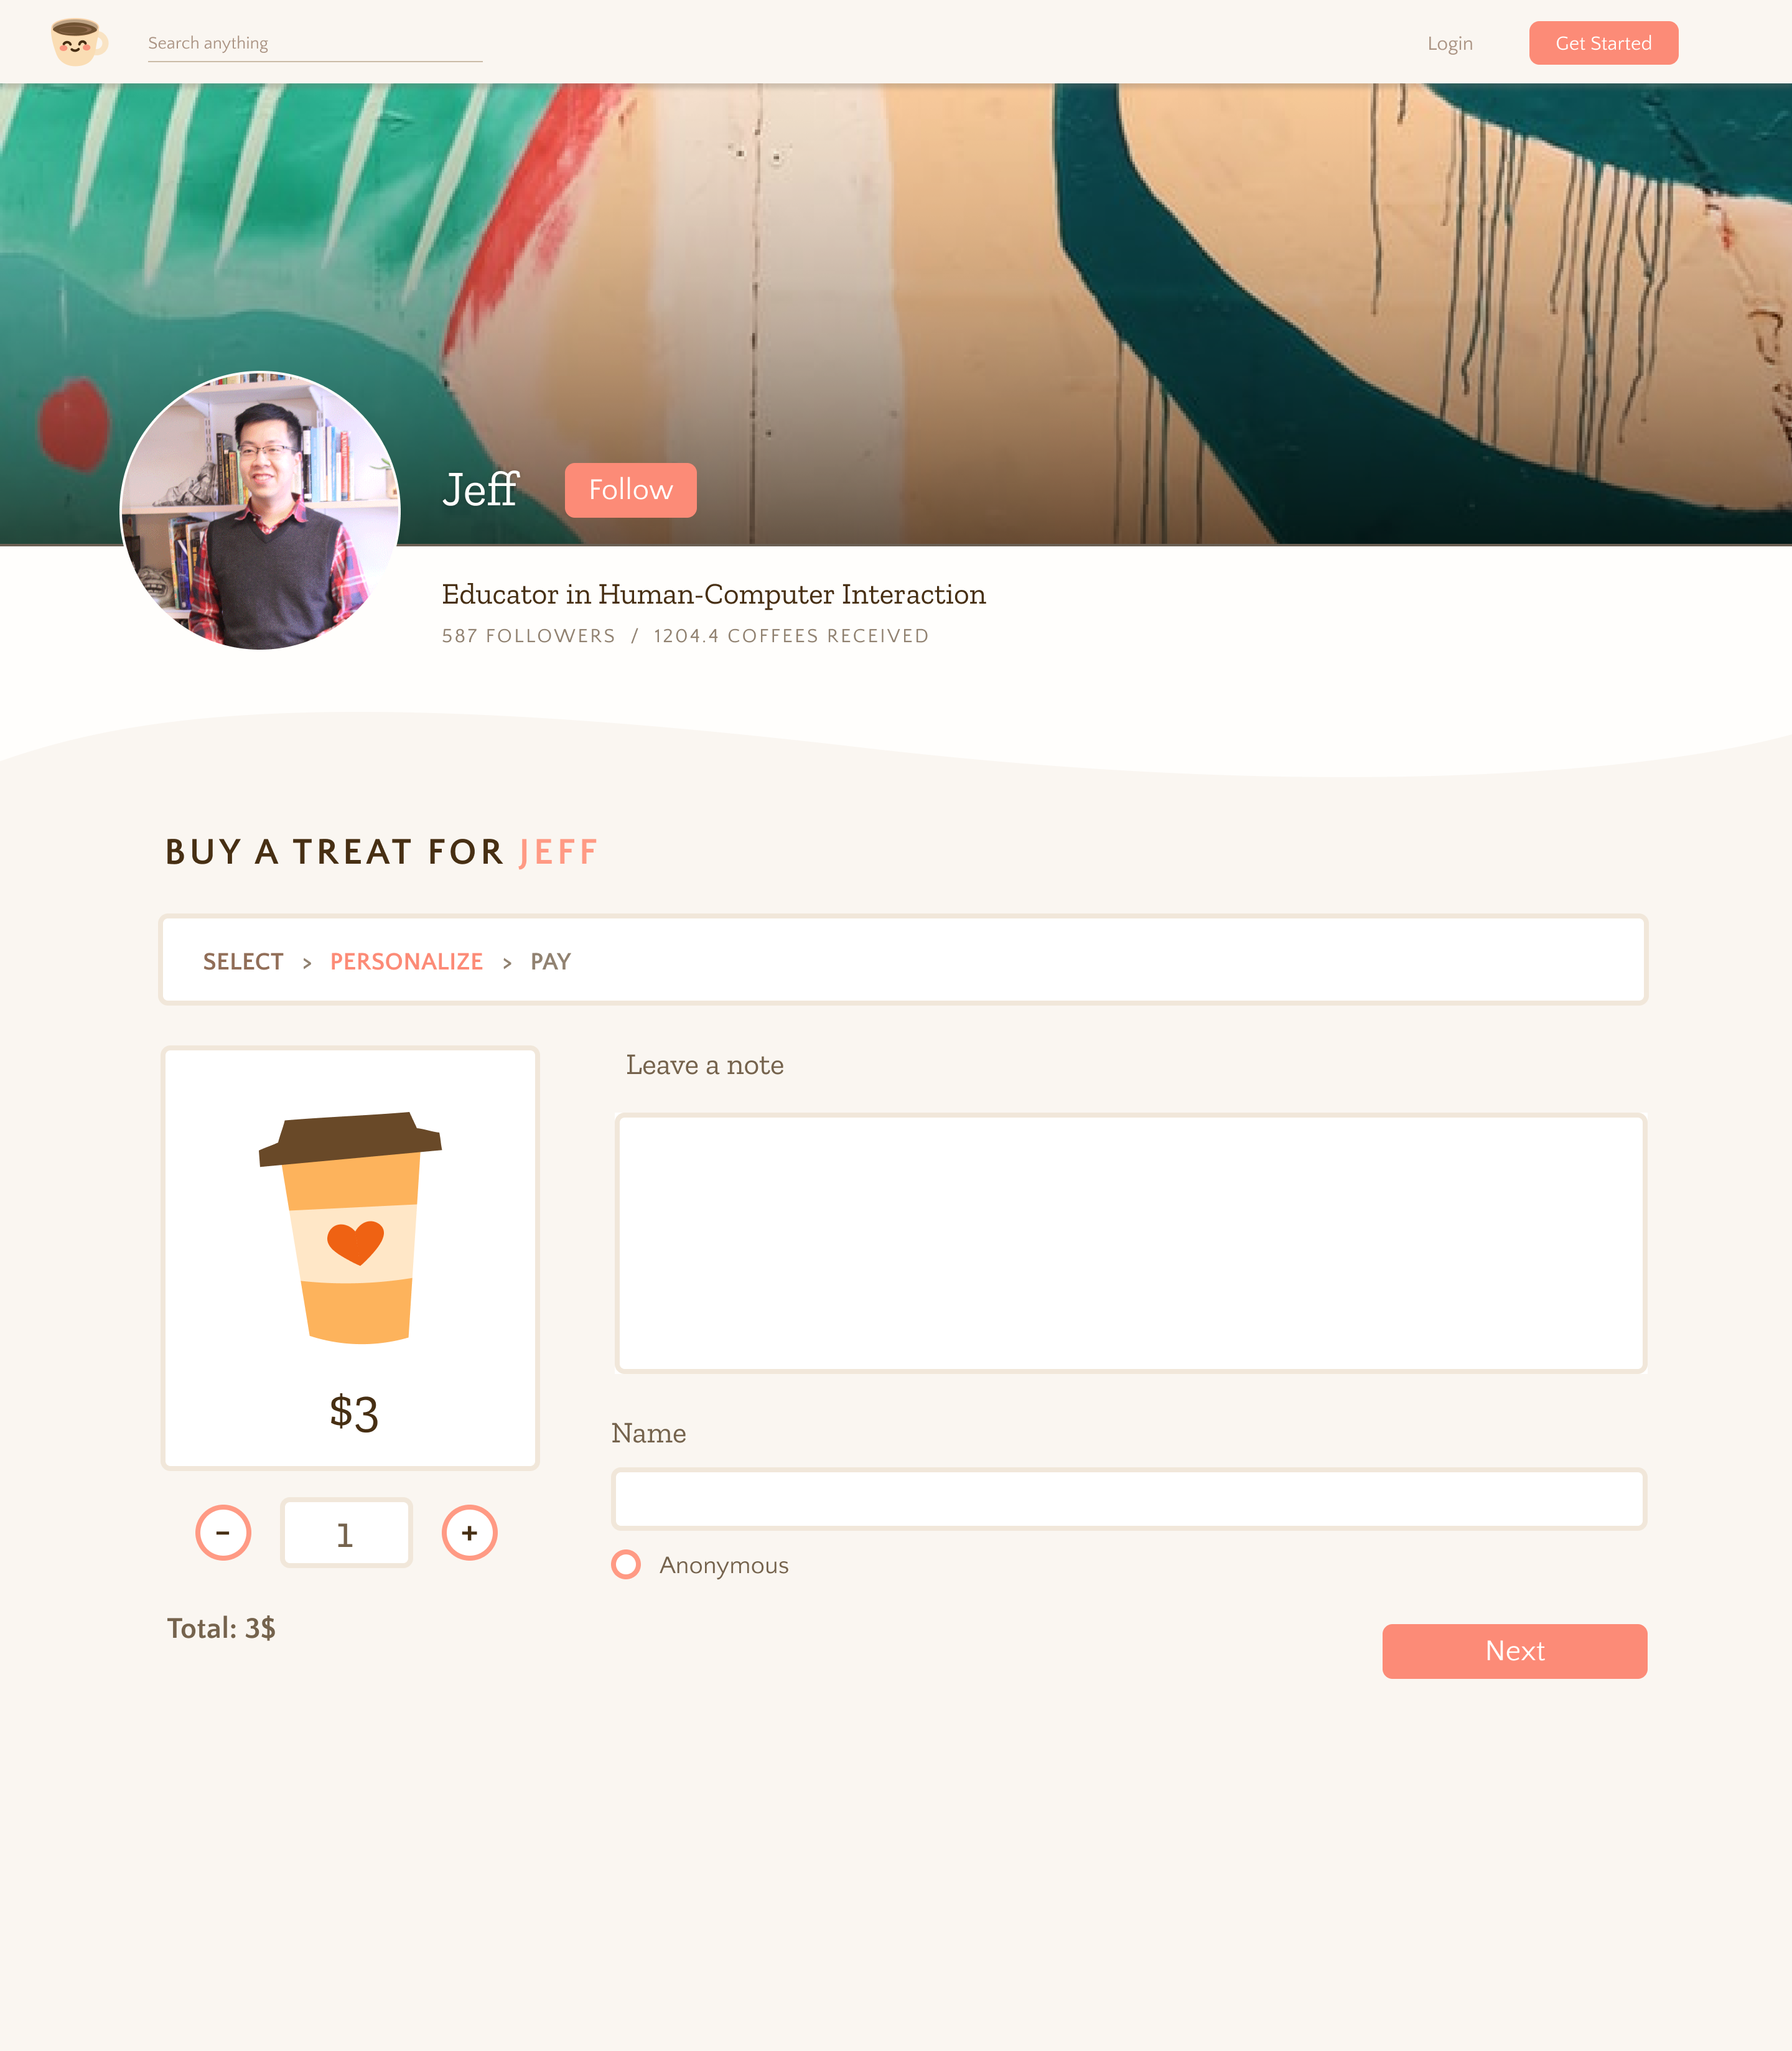 Search anything
Login
Get Started
Jeff
Follow
Educator in Human-Computer Interaction
587 FOLLOWERS / 1204.4 COFFEES RECEIVED
BUY A TREAT FOR JEFF
SELECT > PERSONALIZE > PAY
Leave a note
$3
Name
- 1 +
Anonymous
Total: 3$
Next